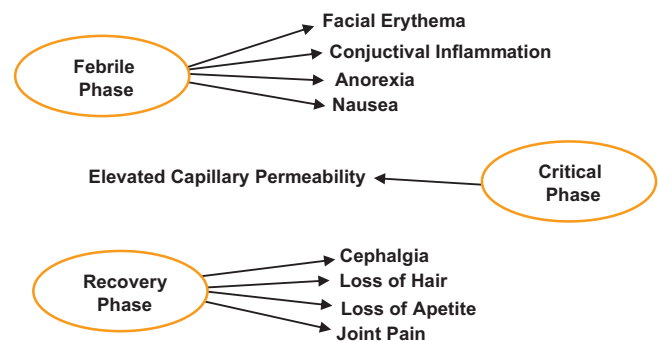 Febrile
Phase
Facial Erythema
Conjuctival Inflammation
Anorexia
Nausea
Elevated Capillary Permeability
Critical
Phase
Recovery
Phase
Cephalgia
Loss of Hair
Loss of Apetite
Joint Pain